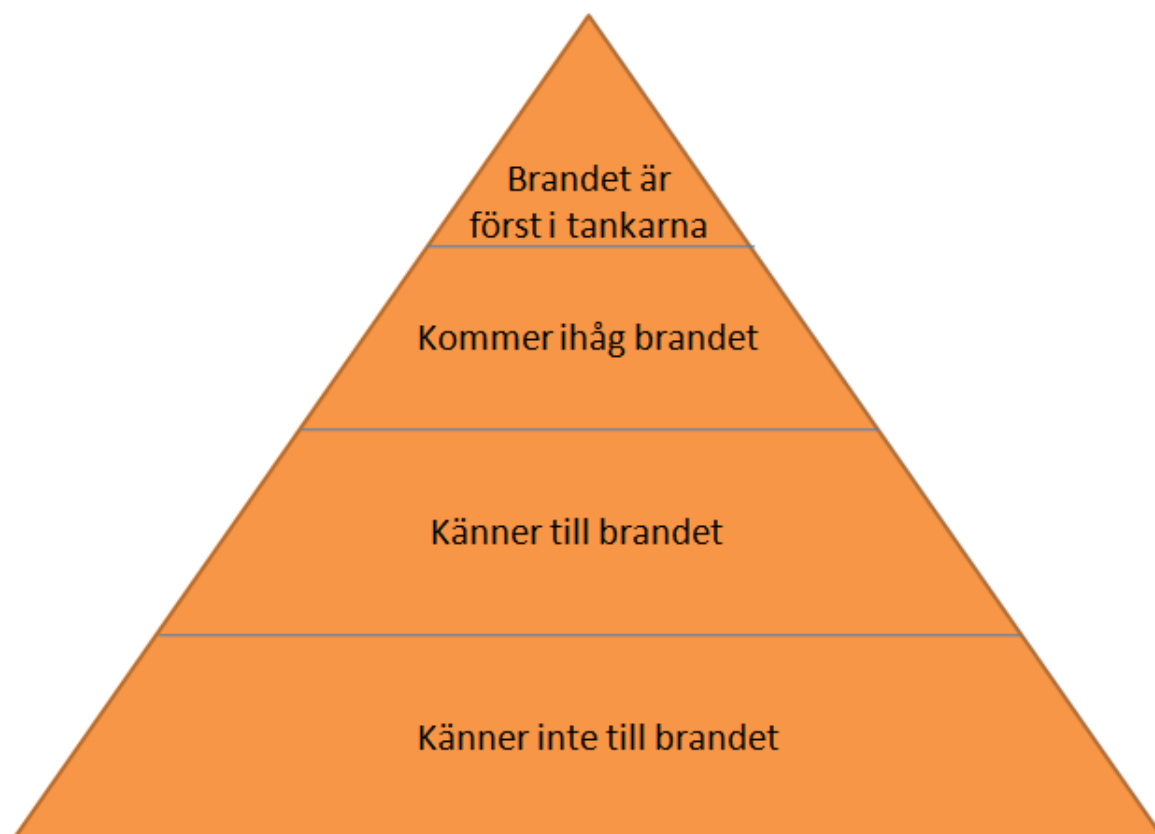 Brandet är
först i tankarna
Kommer ihåg brandet
Känner till brandet
Känner inte till brandet